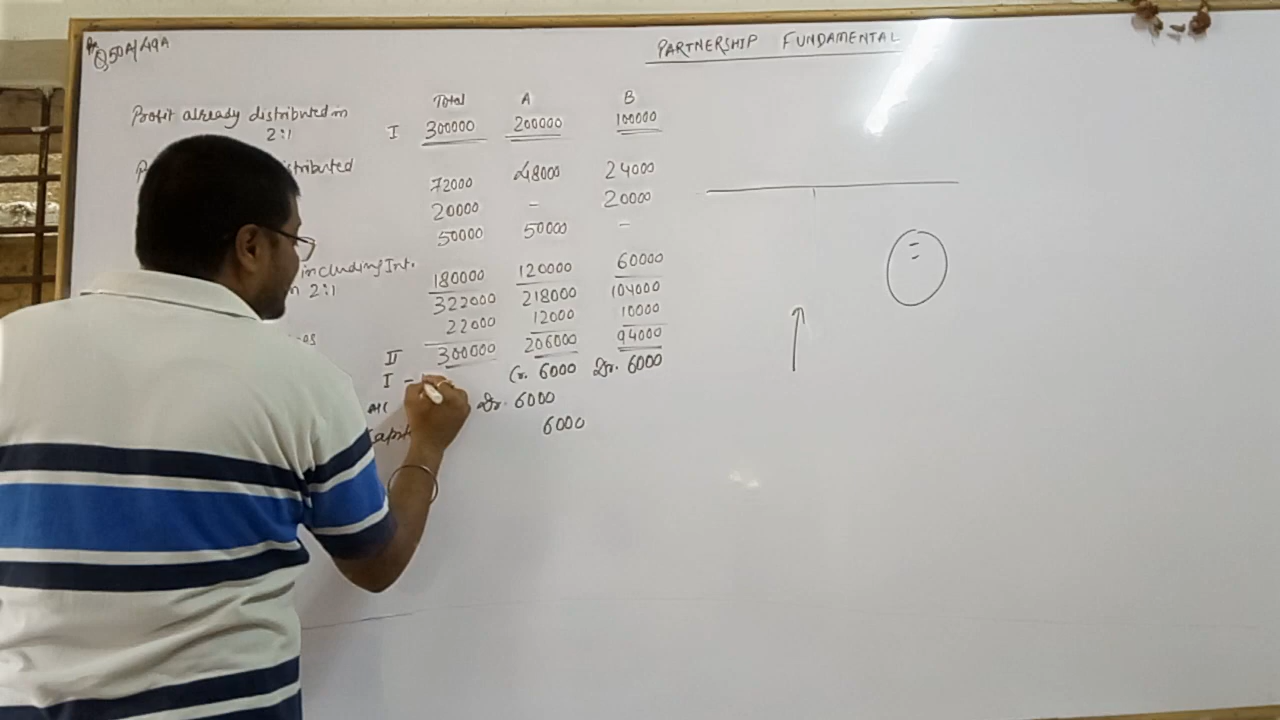 Q50A/49A
PARTNERSHIP FUNDAMENTAL
Total A B
Profit already distributed in
2:1 I 300000 200000 100000
72000 48000 24000
20000 - 20000
50000 50000 -
including Int.
2:1 180000 120000 60000
322000 218000 104000
22000 12000 10000
II 300000 206000 94000
I - Cr. 6000 Dr. 6000
A/c Dr. 6000
6000